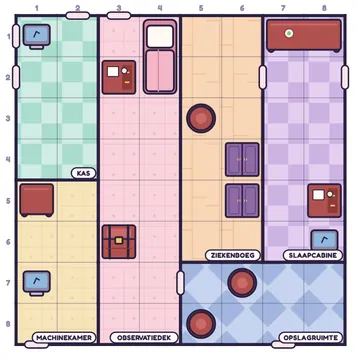 1 2 3 4 5 6 7 8
1
2
3
4
5
6
7
8
KAS
ZIEKENBOEG SLAAPCABINE
MACHINEKAMER OBSERVATIEDEK OPSLAGRUIMTE